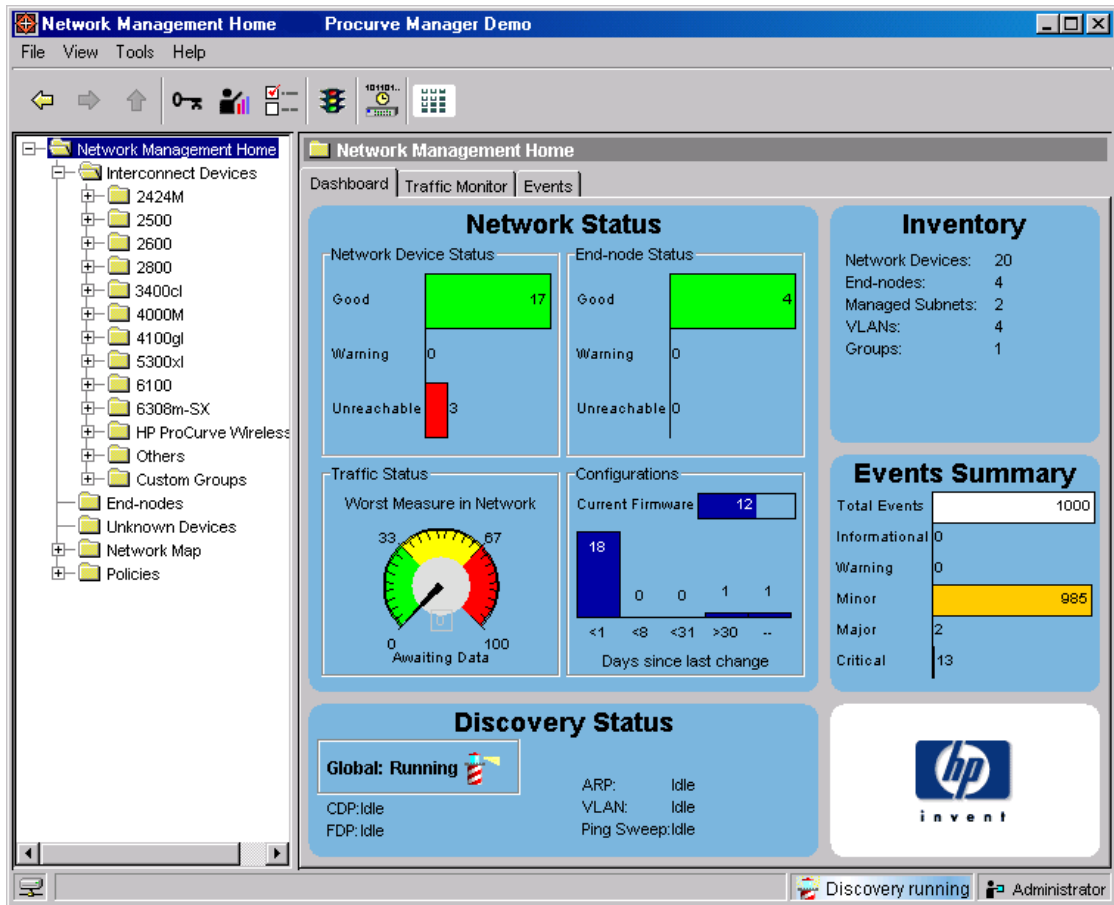 Network Management Home Procurve Manager Demo
File View Tools Help
101101..
Network Management Home
Interconnect Devices
2424M
2500
2600
2800
3400cl
4000M
4100gl
5300xl
6100
6308m-SX
HP ProCurve Wireless
Others
Custom Groups
End-nodes
Unknown Devices
Network Map
Policies
Network Management Home
Dashboard Traffic Monitor Events
Network Status
Network Device Status
Good 17
Warning 0
Unreachable 3
End-node Status
Good 4
Warning 0
Unreachable 0
Traffic Status
Worst Measure in Network
33 67
0
0 100
Awaiting Data
Configurations
Current Firmware 12
18 0 0 1 1
<1 <8 <31 >30 --
Days since last change
Inventory
Network Devices: 20
End-nodes: 4
Managed Subnets: 2
VLANs: 4
Groups: 1
Events Summary
Total Events 1000
Informational 0
Warning 0
Minor 985
Major 2
Critical 13
Discovery Status
Global: Running
CDP:Idle
FDP:Idle
ARP: Idle
VLAN: Idle
Ping Sweep:Idle
hp
invent
Discovery running Administrator